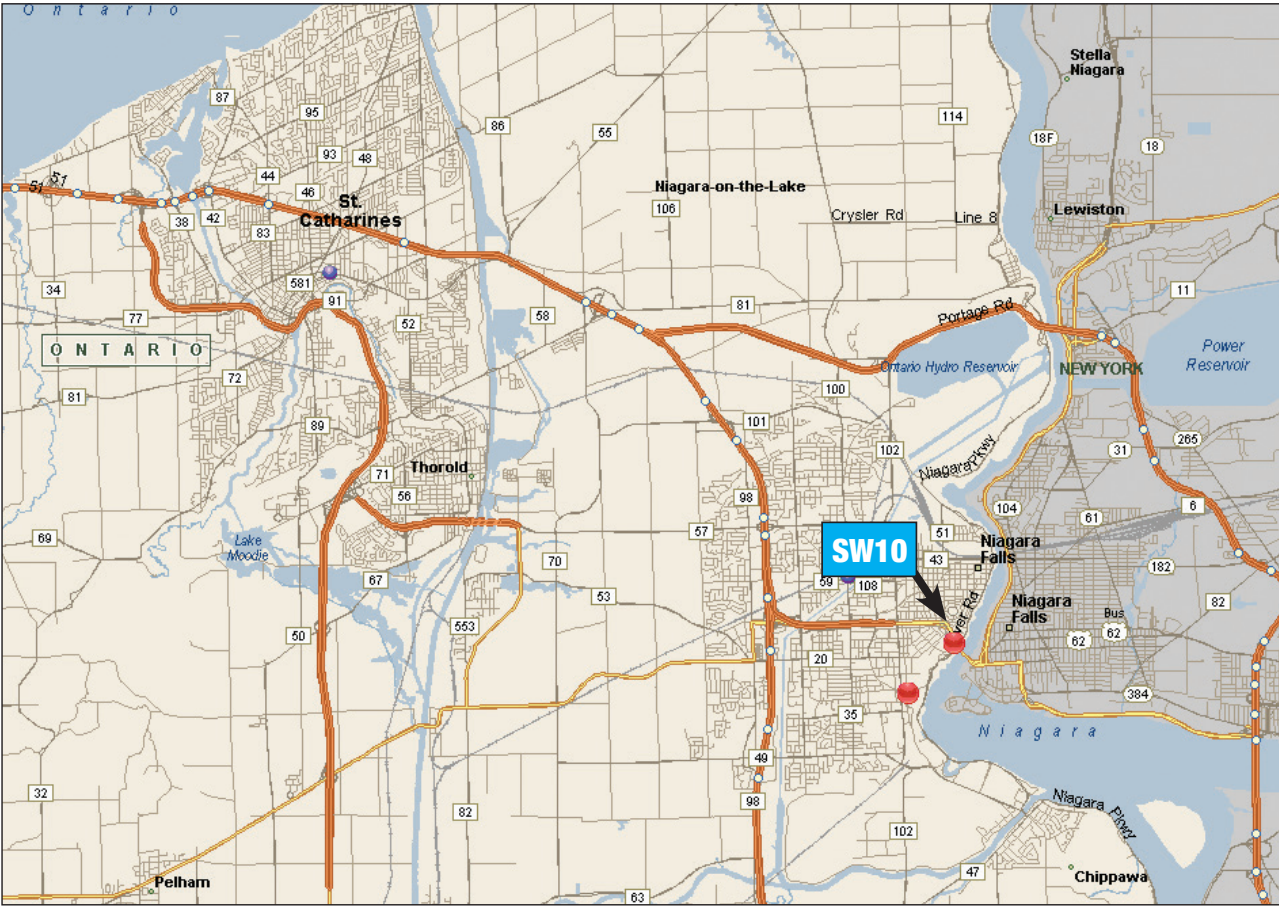 Ontario
Stella
Niagara
87
95
86
55
114
18F
18
93
48
44
46
51
51
St.
Catharines
Niagara-on-the-Lake
106
Crysler Rd
Line 8
Lewiston
38
42
83
34
581
91
77
52
58
81
Portage Rd
11
ONTARIO
Ontario Hydro Reservoir
NEW YORK
Power
Reservoir
72
100
81
89
101
102
31
265
Niagara Pkwy
71
Thorold
56
98
104
6
57
51
61
69
Lake
Moodie
SW10
43
Niagara
Falls
70
182
67
59
108
53
82
Niagara
Falls
Bus
62
62
50
553
ver Rd
20
384
35
Niagara
49
32
98
82
102
Niagara Pkwy
47
Chippawa
Pelham
63